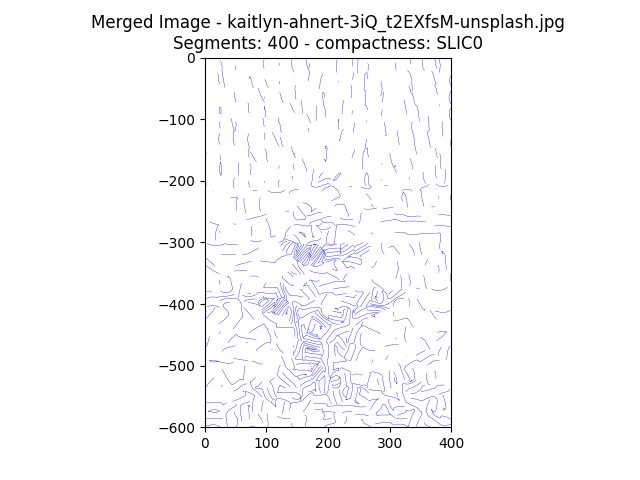 Merged Image - kaitlyn-ahnert-3iQ_t2EXfsM-unsplash.jpg
Segments: 400 - compactness: SLIC0
0
−100
−200
−300
−400
−500
−600
0 100 200 300 400